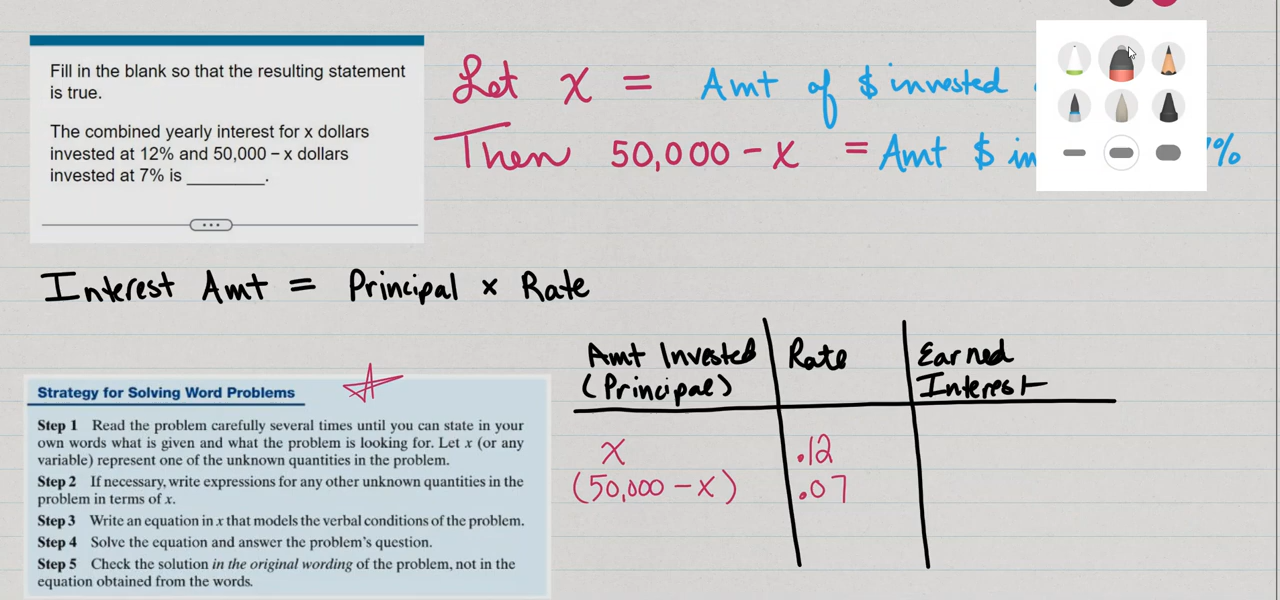 Fill in the blank so that the resulting statement
is true.
The combined yearly interest for x dollars
invested at 12% and 50,000 – x dollars
invested at 7% is ________.
Let x = Amt of $ invested
Then 50,000 - x = Amt $ in %
Interest Amt = Principal x Rate
Amt Invested Rate Earned
(Principal) Interest
x .12
(50,000 - x) .07
Strategy for Solving Word Problems
Step 1 Read the problem carefully several times until you can state in your
own words what is given and what the problem is looking for. Let x (or any
variable) represent one of the unknown quantities in the problem.
Step 2 If necessary, write expressions for any other unknown quantities in the
problem in terms of x.
Step 3 Write an equation in x that models the verbal conditions of the problem.
Step 4 Solve the equation and answer the problem's question.
Step 5 Check the solution in the original wording of the problem, not in the
equation obtained from the words.